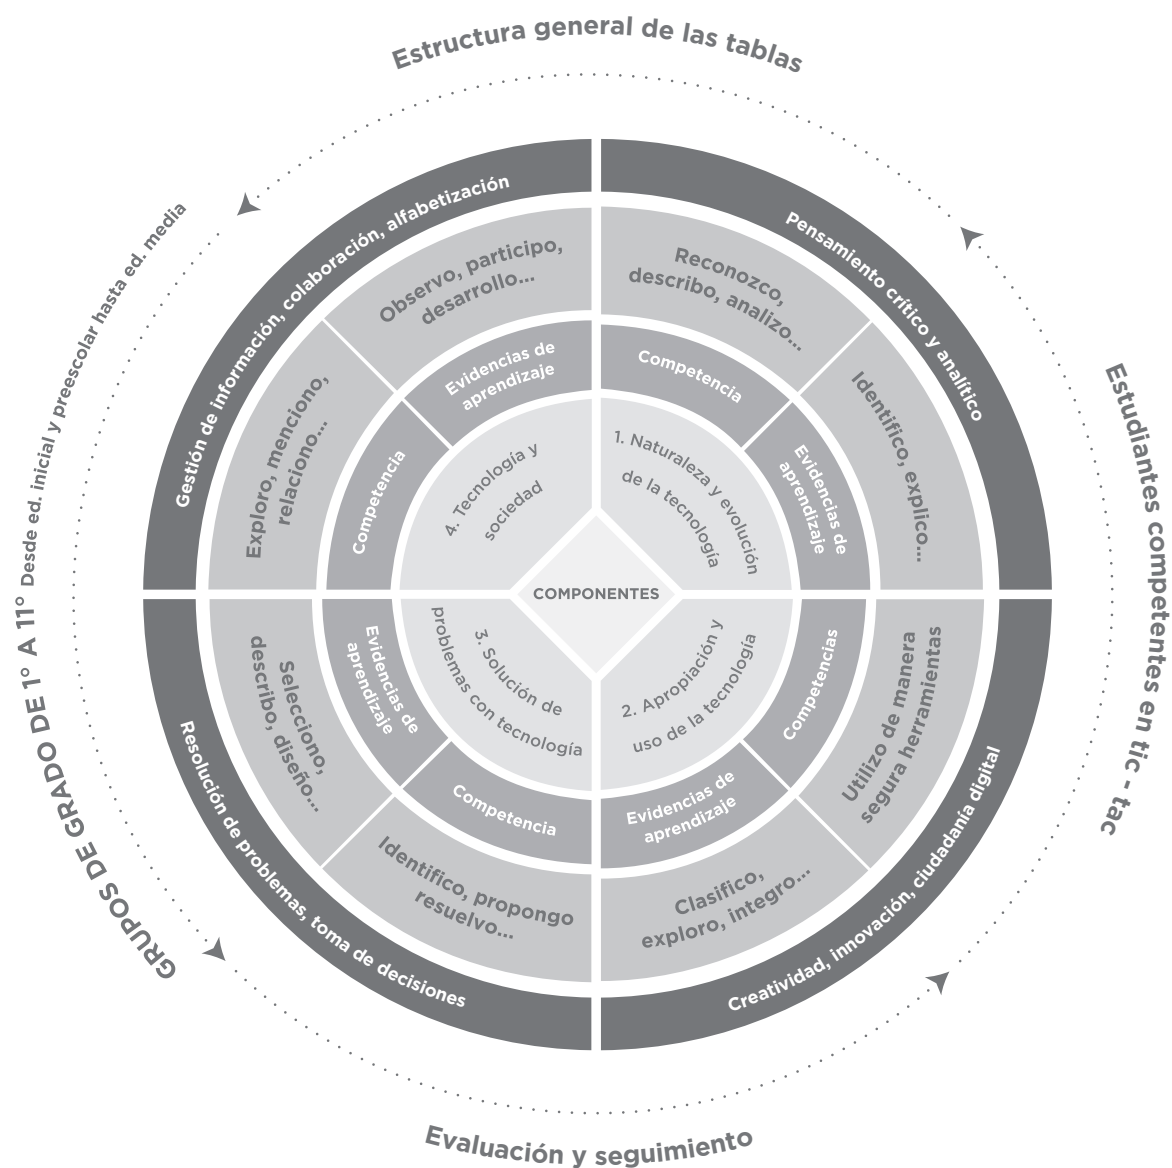 Estructura general de las tablas
Estudiantes competentes en tic - tac
Evaluación y seguimiento
GRUPOS DE GRADO DE 1° A 11° Desde ed. inicial y preescolar hasta ed. media
COMPONENTES
Pensamiento crítico y analítico
Reconozco,
describo, analizo...
Identifico, explico...
Competencia
Evidencias de
aprendizaje
1. Naturaleza y evolución
de la tecnología
Creatividad, innovación, ciudadanía digital
Utilizo de manera
segura herramientas
Clasifico,
exploro, integro...
Competencias
Evidencias de
aprendizaje
2. Apropiación y
uso de la tecnología
Resolución de problemas, toma de decisiones
Identifico, propongo
resuelvo...
Selecciono,
describo, diseño...
Competencia
Evidencias de
aprendizaje
3. Solución de
problemas con tecnología
Gestión de información, colaboración, alfabetización
Exploro, menciono,
relaciono...
Observo, participo,
desarrollo...
Competencia
Evidencias de
aprendizaje
4. Tecnología y
sociedad